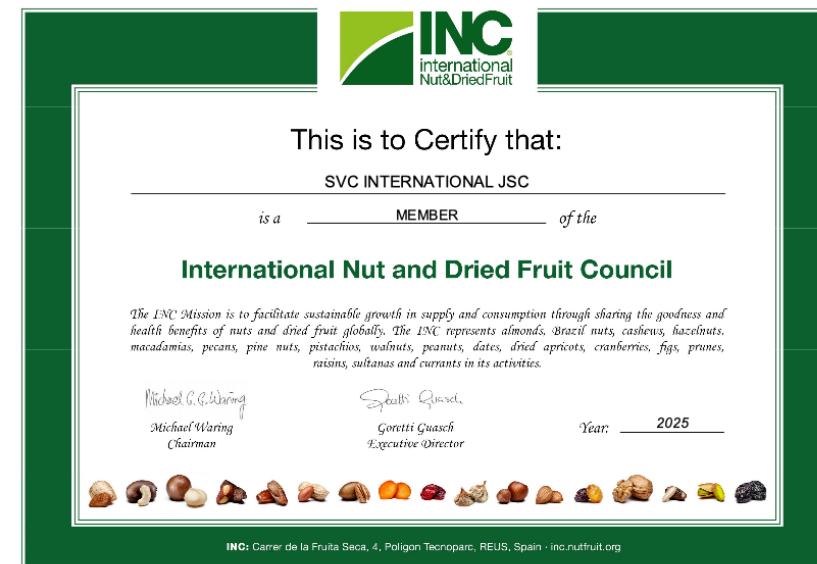 INC
international
Nut&DriedFruit
This is to Certify that:
SVC INTERNATIONAL JSC
is a MEMBER of the
International Nut and Dried Fruit Council
The INC Mission is to facilitate sustainable growth in supply and consumption through sharing the goodness and
health benefits of nuts and dried fruit globally. The INC represents almonds, Brazil nuts, cashews, hazelnuts,
macadamias, pecans, pine nuts, pistachios, walnuts, peanuts, dates, dried apricots, cranberries, figs, prunes,
raisins, sultanas and currants in its activities.
Michael G. G. Waring Goretti Guasch
Michael Waring Goretti Guasch Year: 2025
Chairman Executive Director
INC: Carrer de la Fruita Seca, 4, Poligon Tecnoparc, REUS, Spain · inc.nutfruit.org